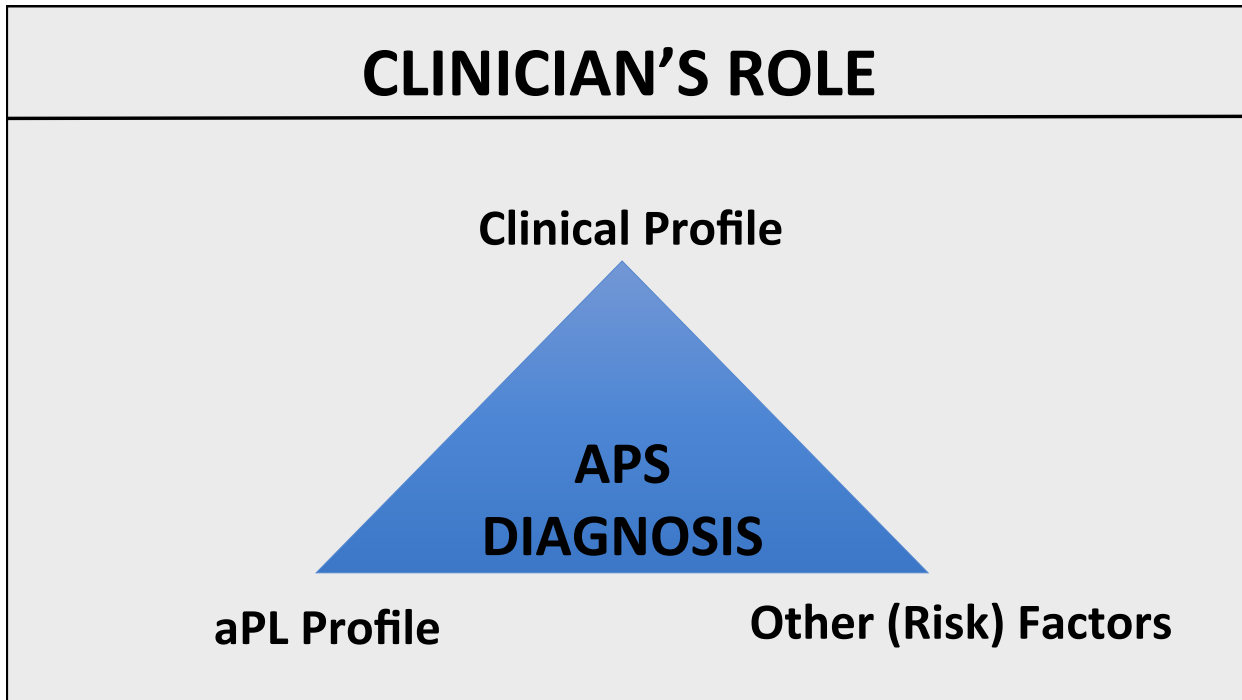 CLINICIAN’S ROLE
Clinical Profile
APS
DIAGNOSIS
aPL Profile
Other (Risk) Factors